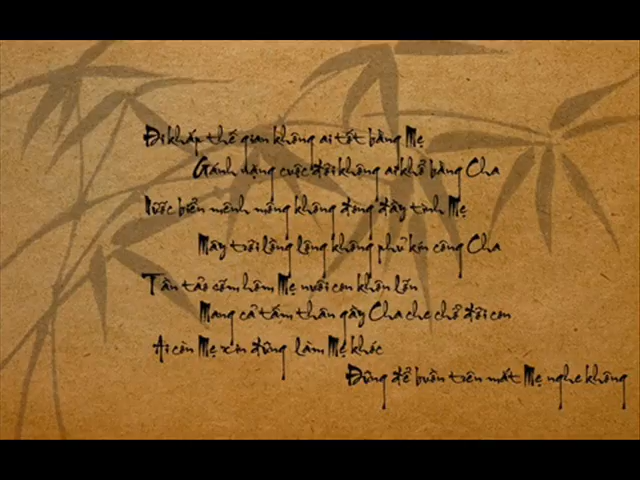 Đi khắp thế gian không ai tốt bằng Mẹ
Gánh nặng cuộc đời không ai khổ bằng Cha
Nước biển mênh mông không đong đầy tình Mẹ
Mây trời lồng lộng không phủ kín công Cha
Tần tảo sớm hôm Mẹ nuôi con khôn lớn
Mang cả tấm thân gầy Cha che chở đời con
Ai còn Mẹ xin đừng làm Mẹ khóc
Đừng để buồn trên mắt Mẹ nghe không